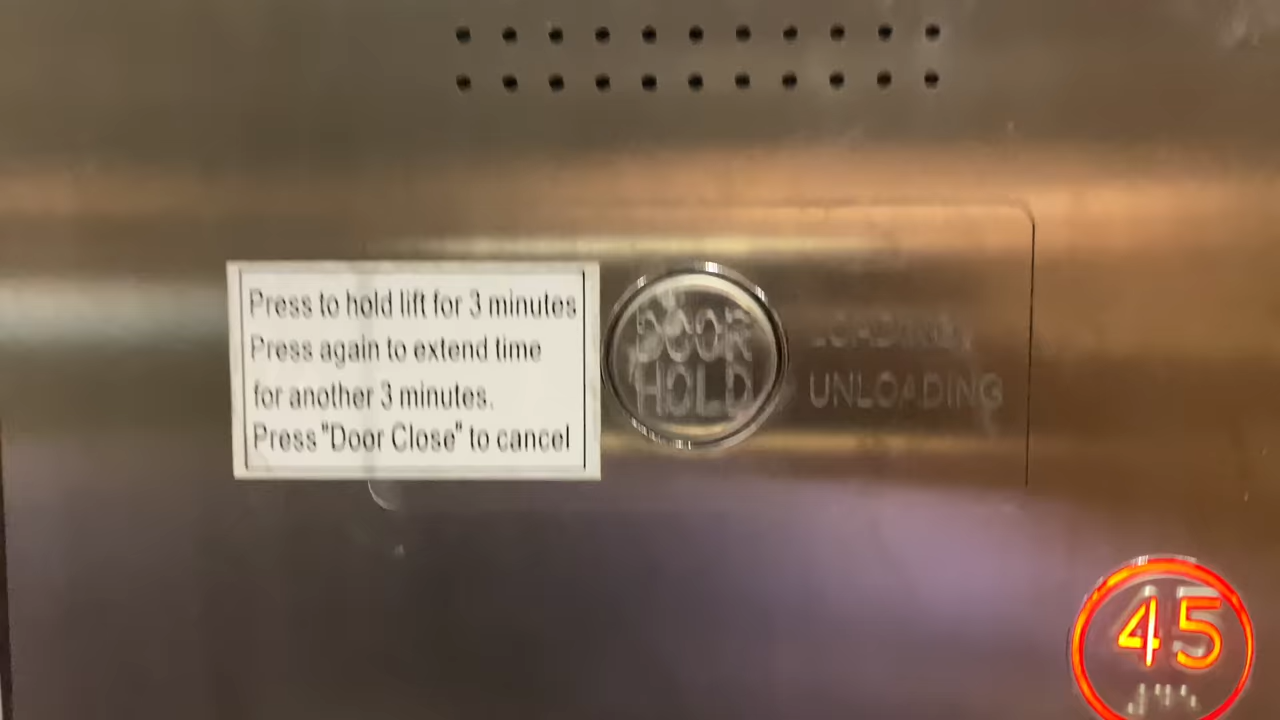 Press to hold lift for 3 minutes
Press again to extend time
for another 3 minutes.
Press "Door Close" to cancel
DOOR
HOLD
LOADING,
UNLOADING
45